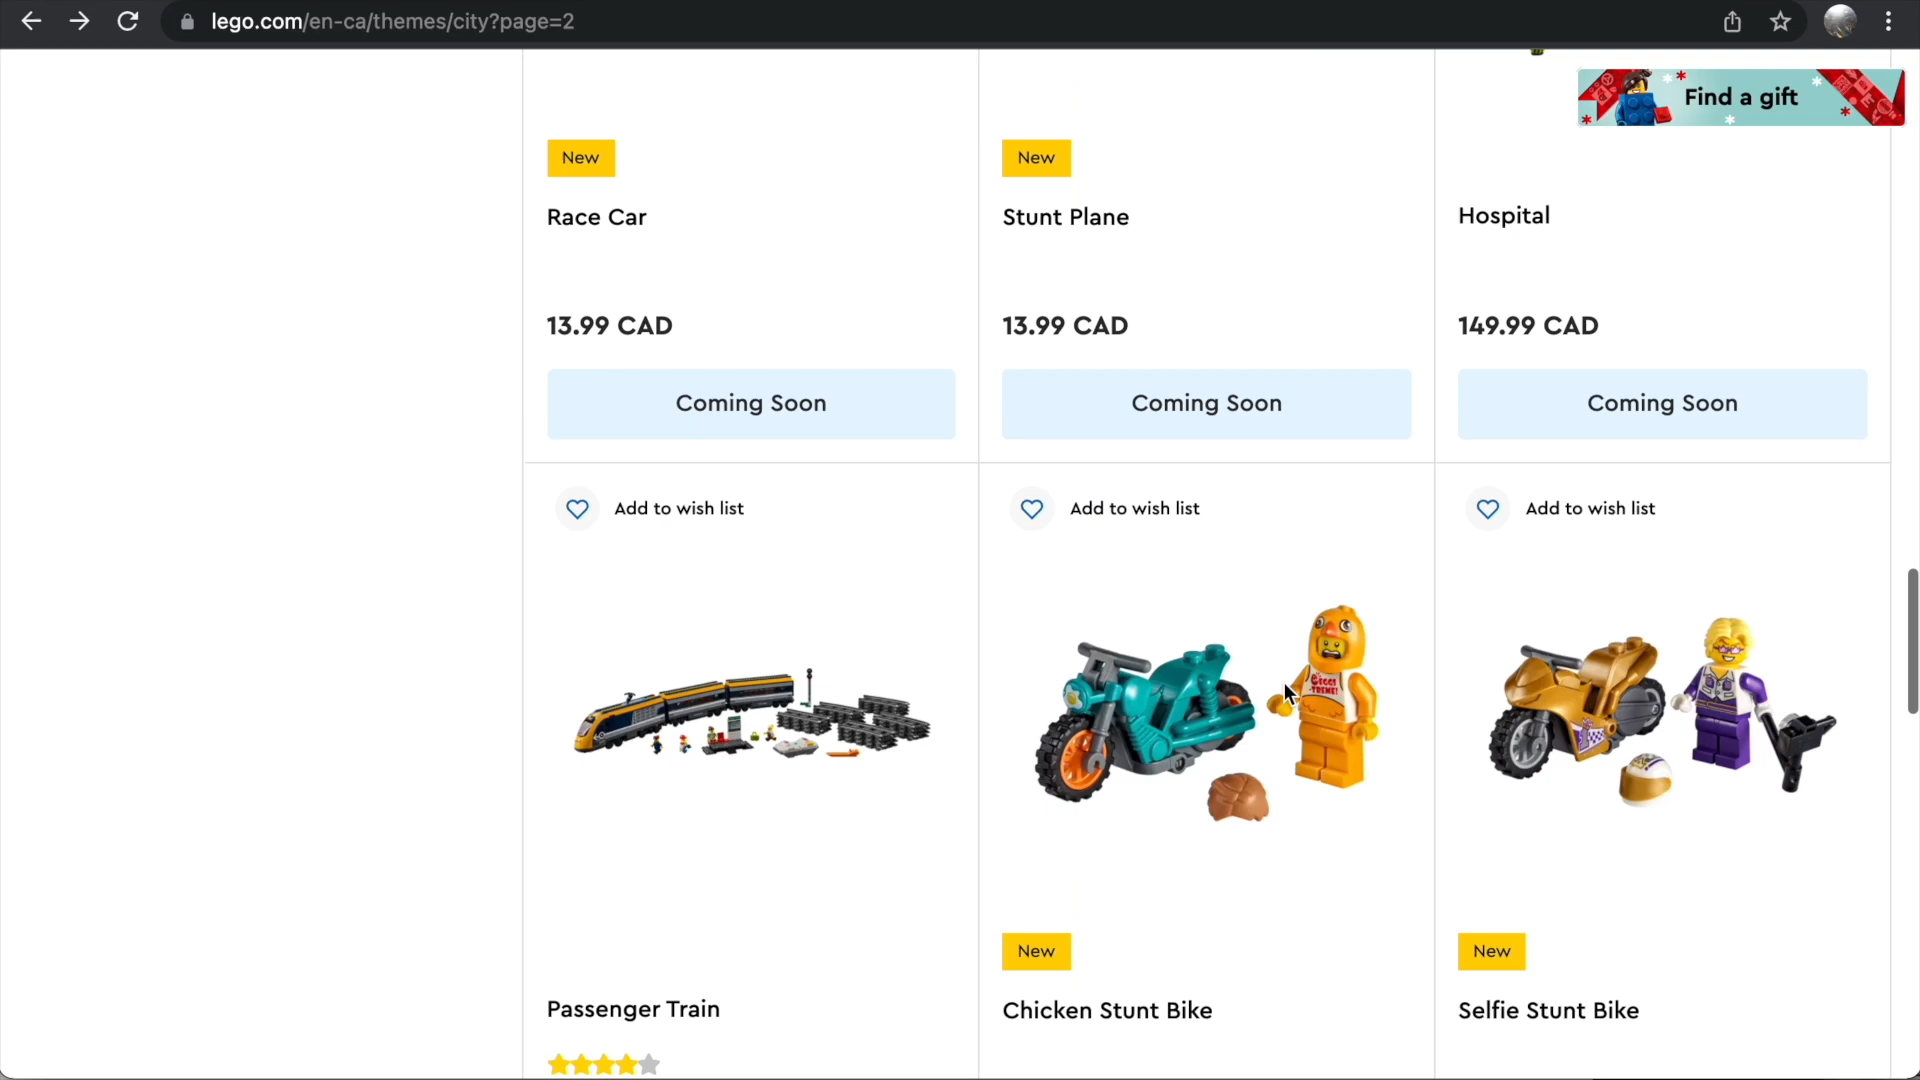 lego.com/en-ca/themes/city?page=2
Find a gift
New
New
Race Car
Stunt Plane
Hospital
13.99 CAD
13.99 CAD
149.99 CAD
Coming Soon
Coming Soon
Coming Soon
Add to wish list
Add to wish list
Add to wish list
EGGS
-TREME!
New
New
Passenger Train
Chicken Stunt Bike
Selfie Stunt Bike